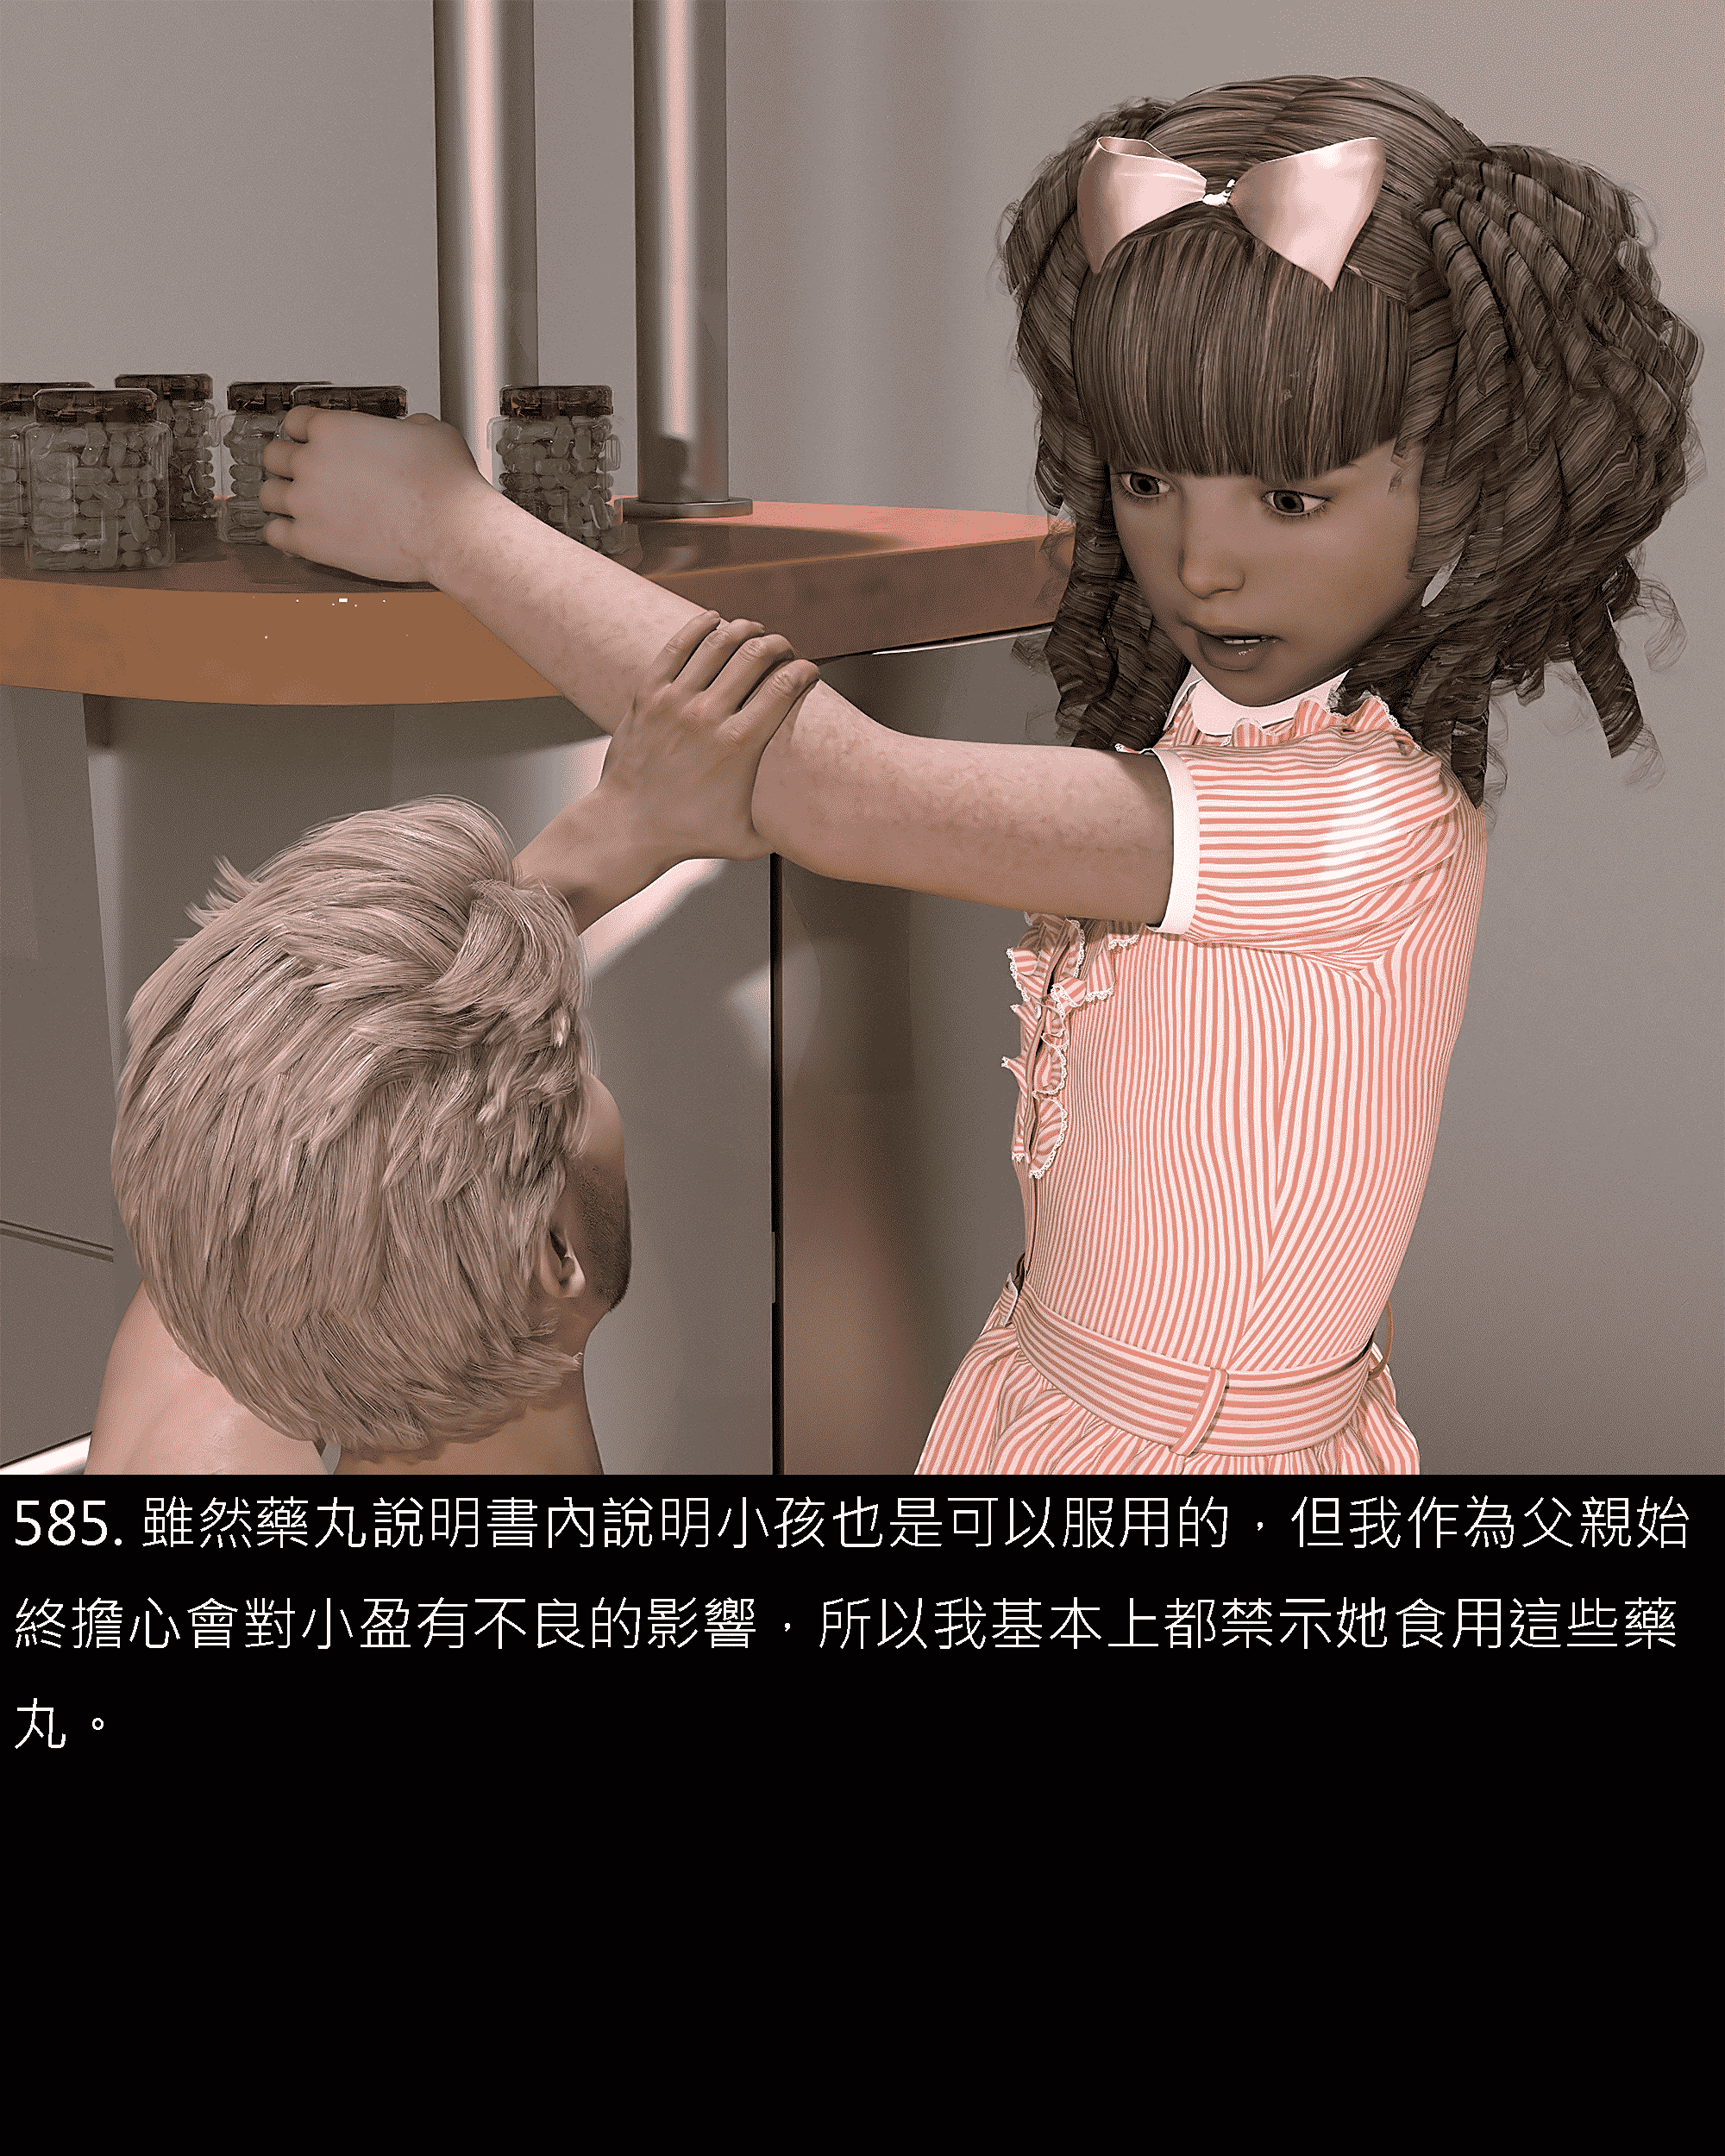 585. 雖然藥丸說明書內說明小孩也是可以服用的，但我作為父親始
終擔心會對小盈有不良的影響，所以我基本上都禁示她食用這些藥
丸。